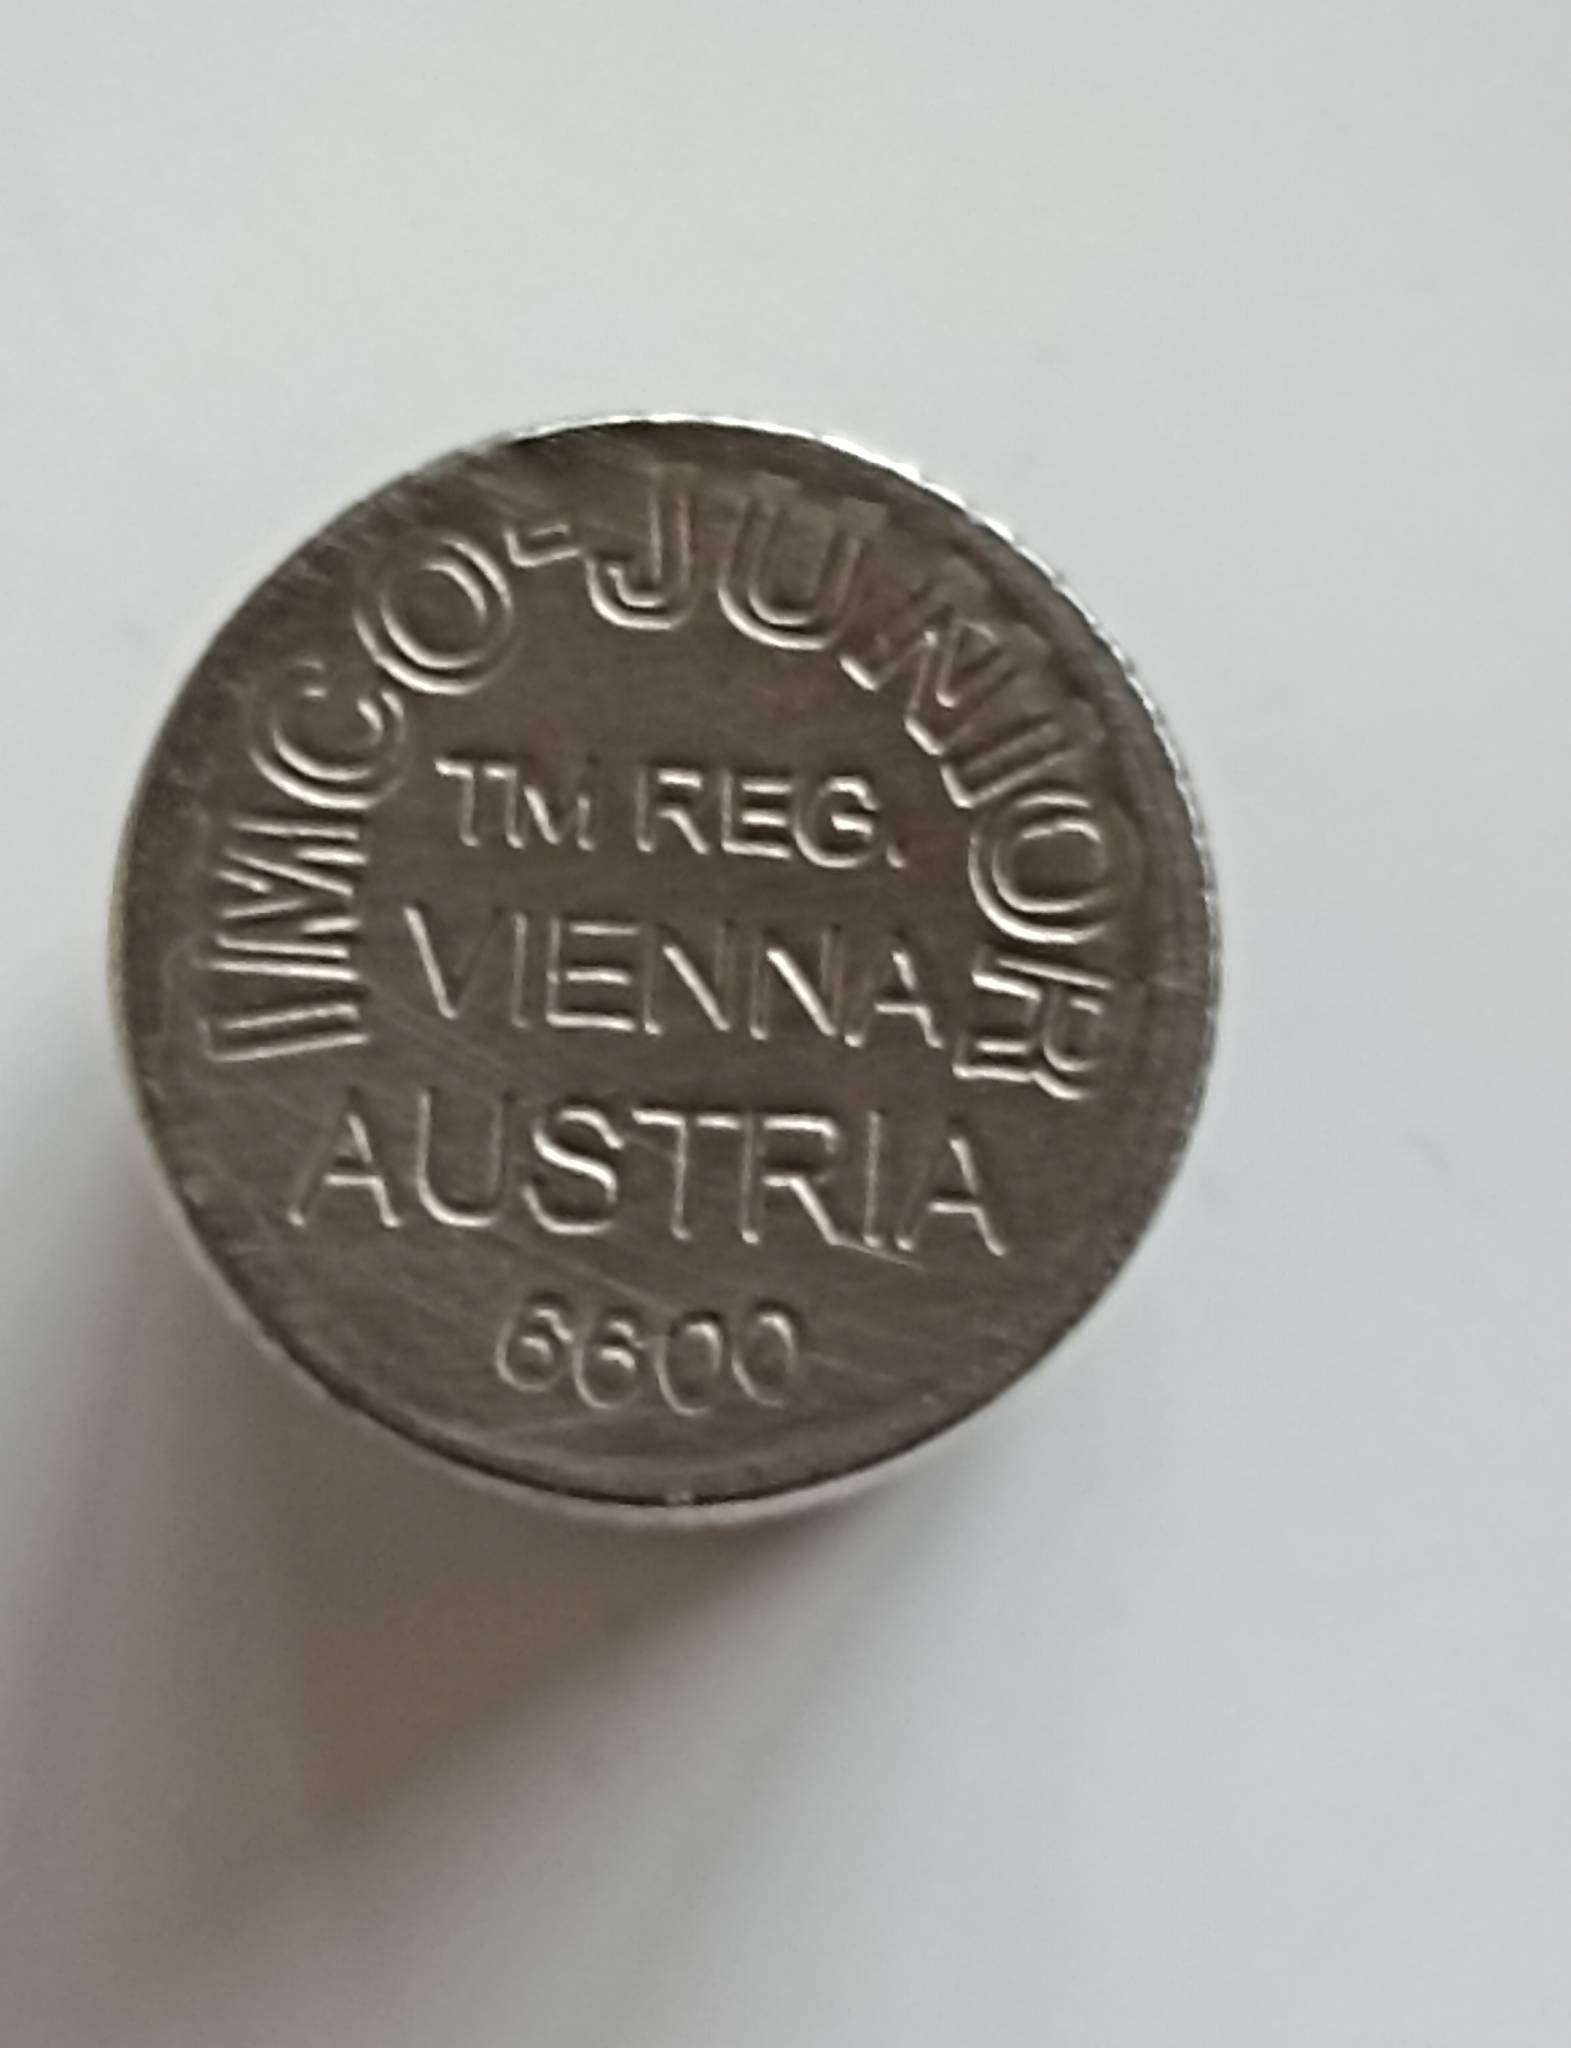 IMCO-JUNIOR
TM REG.
VIENNA
AUSTRIA
6600